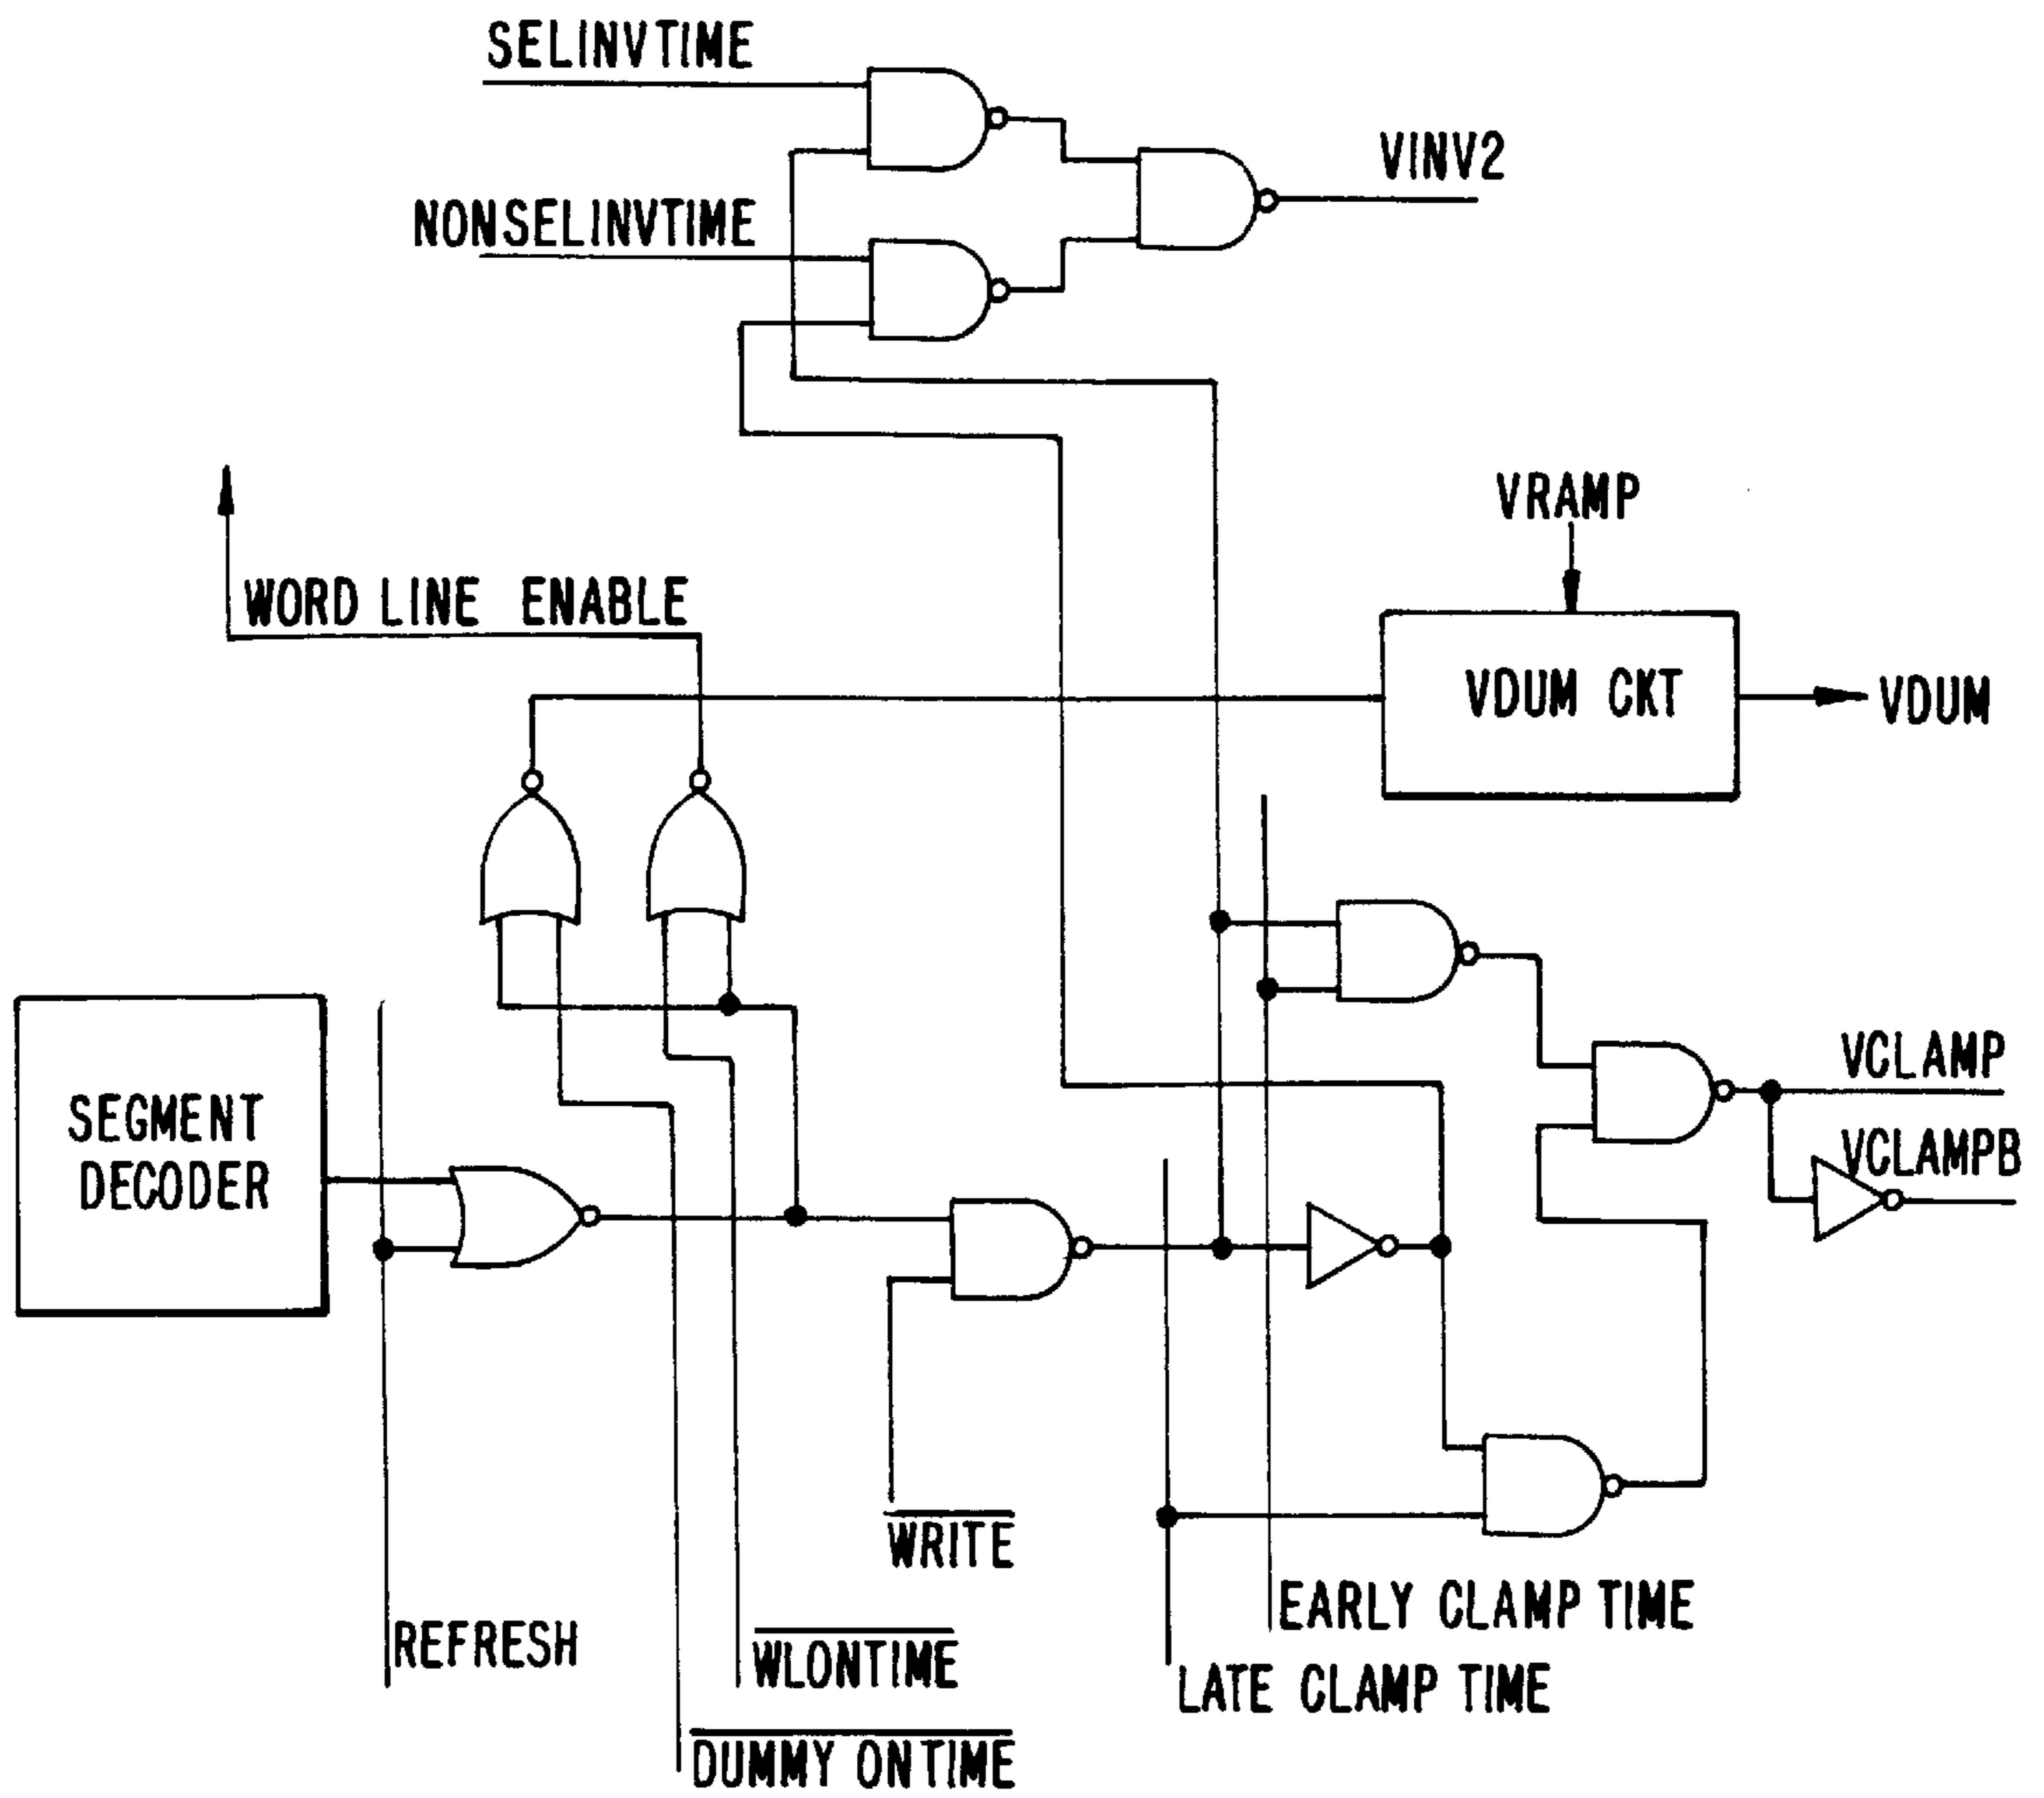 SELINVTIME
VINV2
NONSELINVTIME
VRAMP
WORD LINE ENABLE
VDUM CKT
VDUM
SEGMENT
DECODER
VCLAMP
VCLAMPB
WRITE
EARLY CLAMP TIME
REFRESH
WLONTIME
LATE CLAMP TIME
DUMMY ONTIME